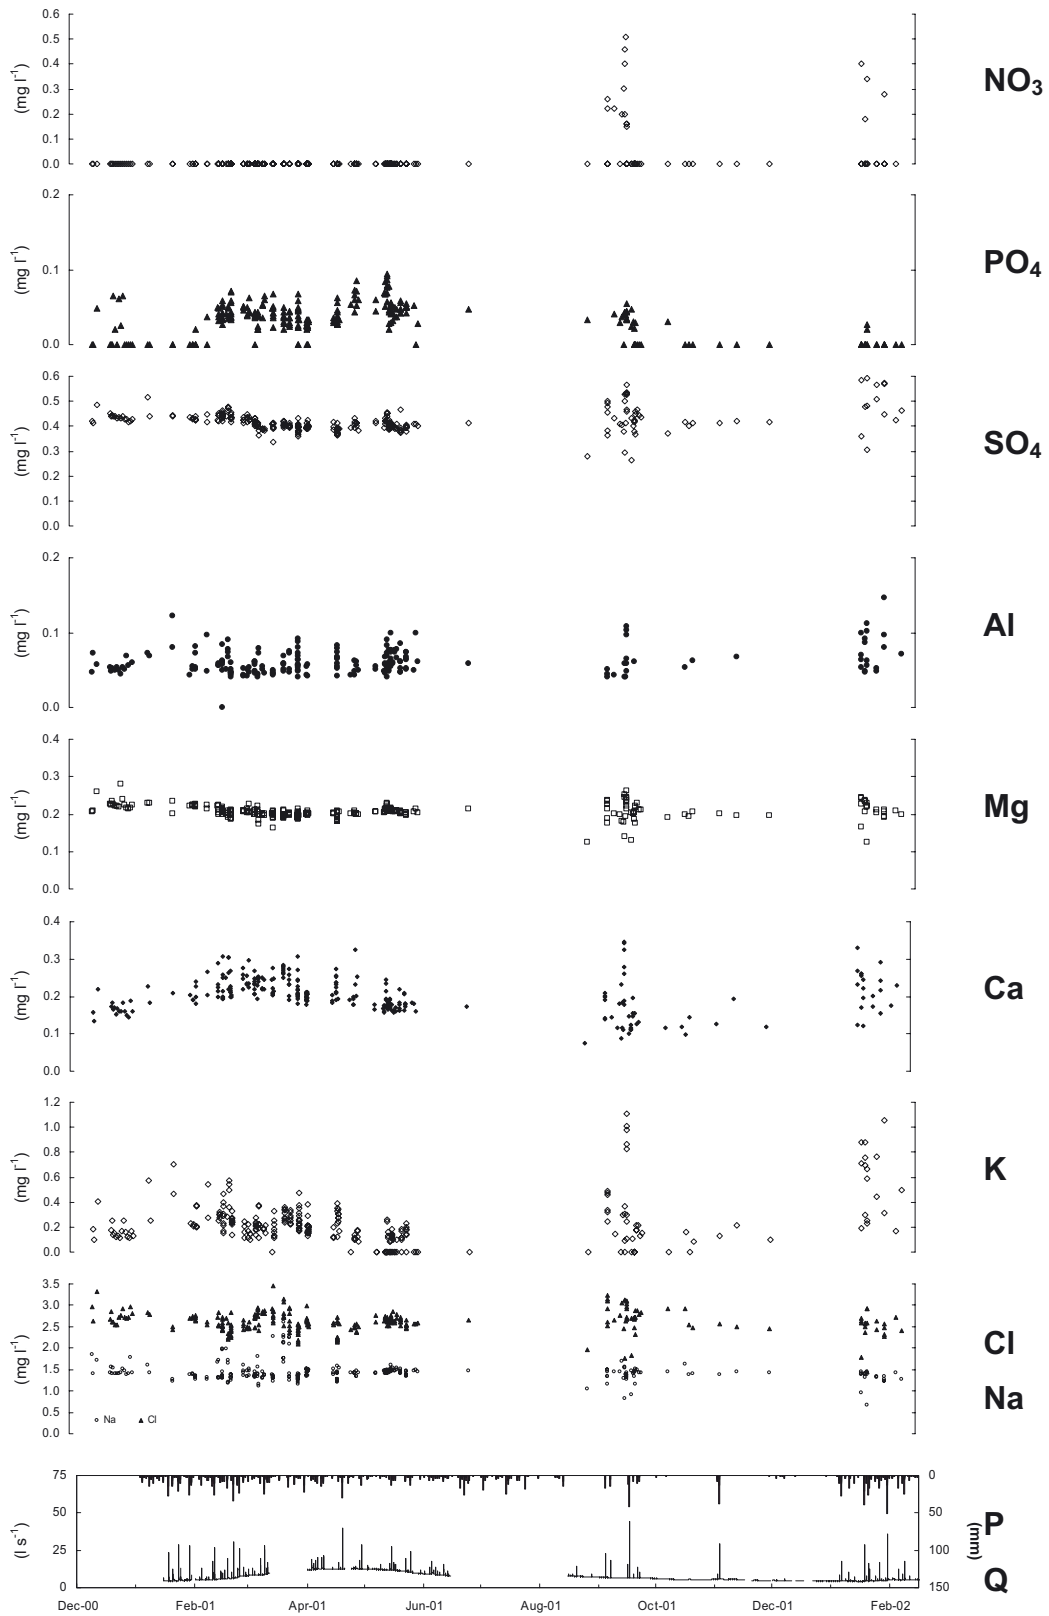 0.6
0.5
0.4
0.3
0.2
0.1
0.0
(mg l⁻¹)
NO₃
0.2
0.1
0.0
(mg l⁻¹)
PO₄
0.6
0.5
0.4
0.3
0.2
0.1
0.0
(mg l⁻¹)
SO₄
0.2
0.1
0.0
(mg l⁻¹)
Al
0.4
0.3
0.2
0.1
0.0
(mg l⁻¹)
Mg
0.4
0.3
0.2
0.1
0.0
(mg l⁻¹)
Ca
1.2
1.0
0.8
0.6
0.4
0.2
0.0
(mg l⁻¹)
K
3.5
3.0
2.5
2.0
1.5
1.0
0.5
0.0
(mg l⁻¹)
Cl
Na
Na Cl
75
50
25
0
(l s⁻¹)
0
50
100
150
(mm)
P
Q
Dec-00 Feb-01 Apr-01 Jun-01 Aug-01 Oct-01 Dec-01 Feb-02